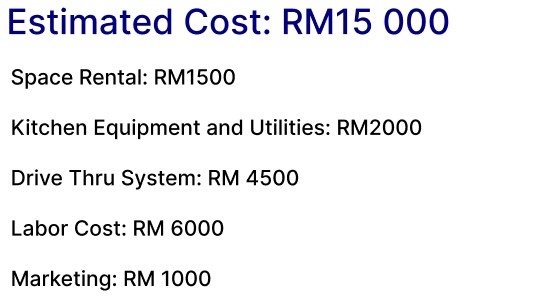 Estimated Cost: RM15 000
Space Rental: RM1500
Kitchen Equipment and Utilities: RM2000
Drive Thru System: RM 4500
Labor Cost: RM 6000
Marketing: RM 1000